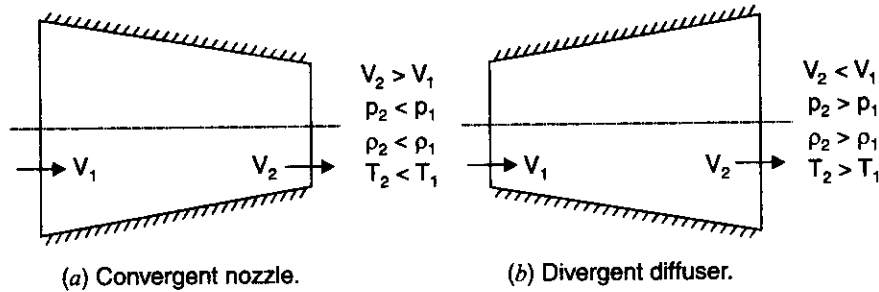 V₂ > V₁
p₂ < p₁
ρ₂ < ρ₁
T₂ < T₁
V₁
V₂
(a) Convergent nozzle.
V₂ < V₁
p₂ > p₁
ρ₂ > ρ₁
T₂ > T₁
V₁
V₂
(b) Divergent diffuser.